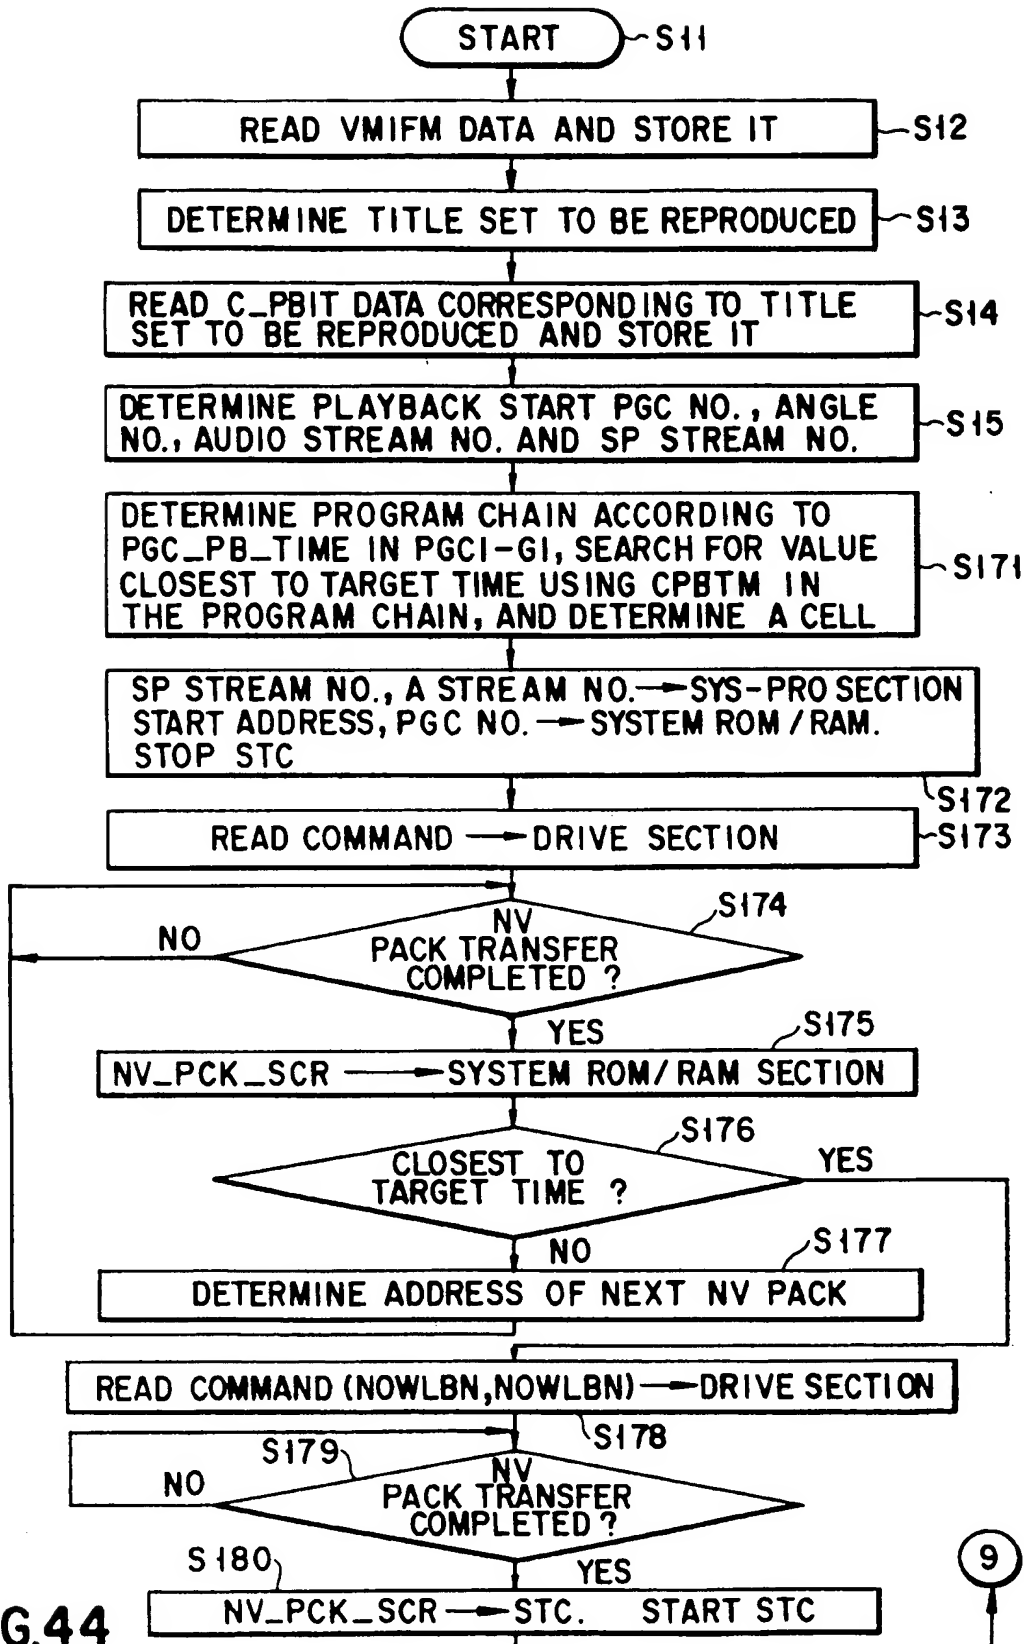 START
S11
READ VMIFM DATA AND STORE IT
S12
DETERMINE TITLE SET TO BE REPRODUCED
S13
READ C_PBIT DATA CORRESPONDING TO TITLE
SET TO BE REPRODUCED AND STORE IT
S14
DETERMINE PLAYBACK START PGC NO., ANGLE
NO., AUDIO STREAM NO. AND SP STREAM NO.
S15
DETERMINE PROGRAM CHAIN ACCORDING TO
PGC_PB_TIME IN PGCI-GI, SEARCH FOR VALUE
CLOSEST TO TARGET TIME USING CPBTM IN
THE PROGRAM CHAIN, AND DETERMINE A CELL
S171
SP STREAM NO., A STREAM NO.→SYS-PRO SECTION
START ADDRESS, PGC NO.→SYSTEM ROM/RAM.
STOP STC
S172
READ COMMAND→DRIVE SECTION
S173
S174
NO
NV
PACK TRANSFER
COMPLETED ?
YES
S175
NV_PCK_SCR→SYSTEM ROM/RAM SECTION
S176
CLOSEST TO
TARGET TIME ?
YES
NO
S177
DETERMINE ADDRESS OF NEXT NV PACK
READ COMMAND (NOWLBN,NOWLBN)→DRIVE SECTION
S178
S179
NO
NV
PACK TRANSFER
COMPLETED ?
YES
S180
NV_PCK_SCR→STC. START STC
9
G.44